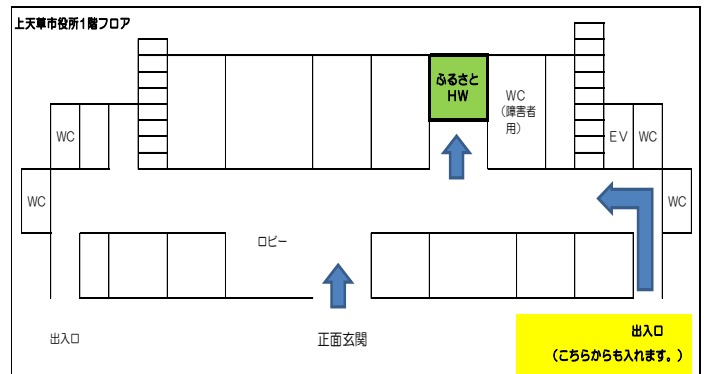 上天草市役所1階フロア
ふるさと
HW
WC
(障害者
用)
WC
EV
WC
WC
WC
ロビー
出入口
正面玄関
出入口
(こちらからも入れます。)